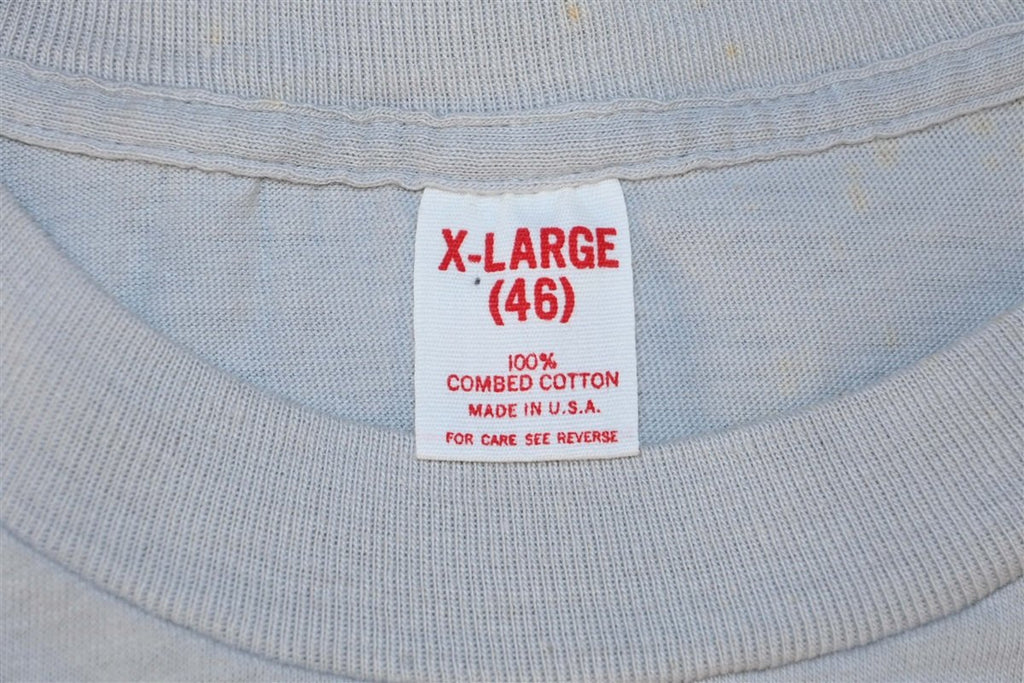 X-LARGE
(46)
100%
COMBED COTTON
MADE IN U.S.A.
FOR CARE SEE REVERSE